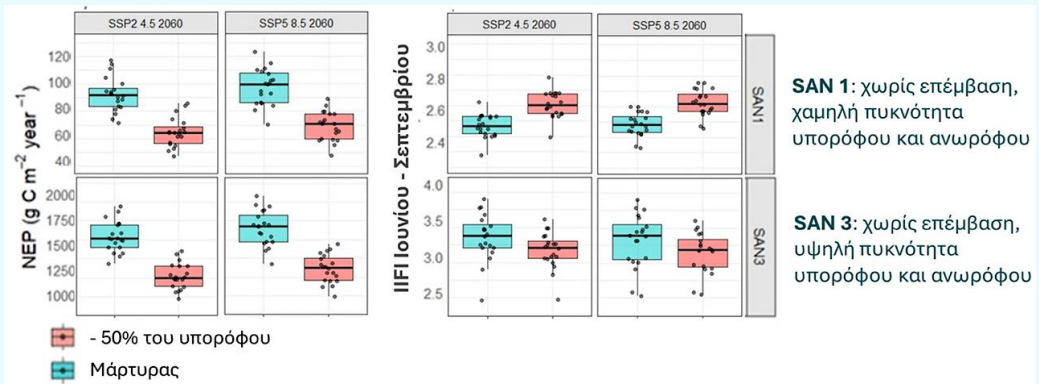 SSP2 4.5 2060
SSP5 8.5 2060
NEP (g C m⁻² year⁻¹)
120
100
80
60
40
2000
1750
1500
1250
1000
SSP2 4.5 2060
SSP5 8.5 2060
IIFI Ιουνίου - Σεπτεμβρίου
3.0
2.8
2.6
2.4
4.0
3.5
3.0
2.5
SAN1
SAN3
SAN 1: χωρίς επέμβαση,
χαμηλή πυκνότητα
υπορόφου και ανωρόφου
SAN 3: χωρίς επέμβαση,
υψηλή πυκνότητα
υπορόφου και ανωρόφου
- 50% του υπορόφου
Μάρτυρας